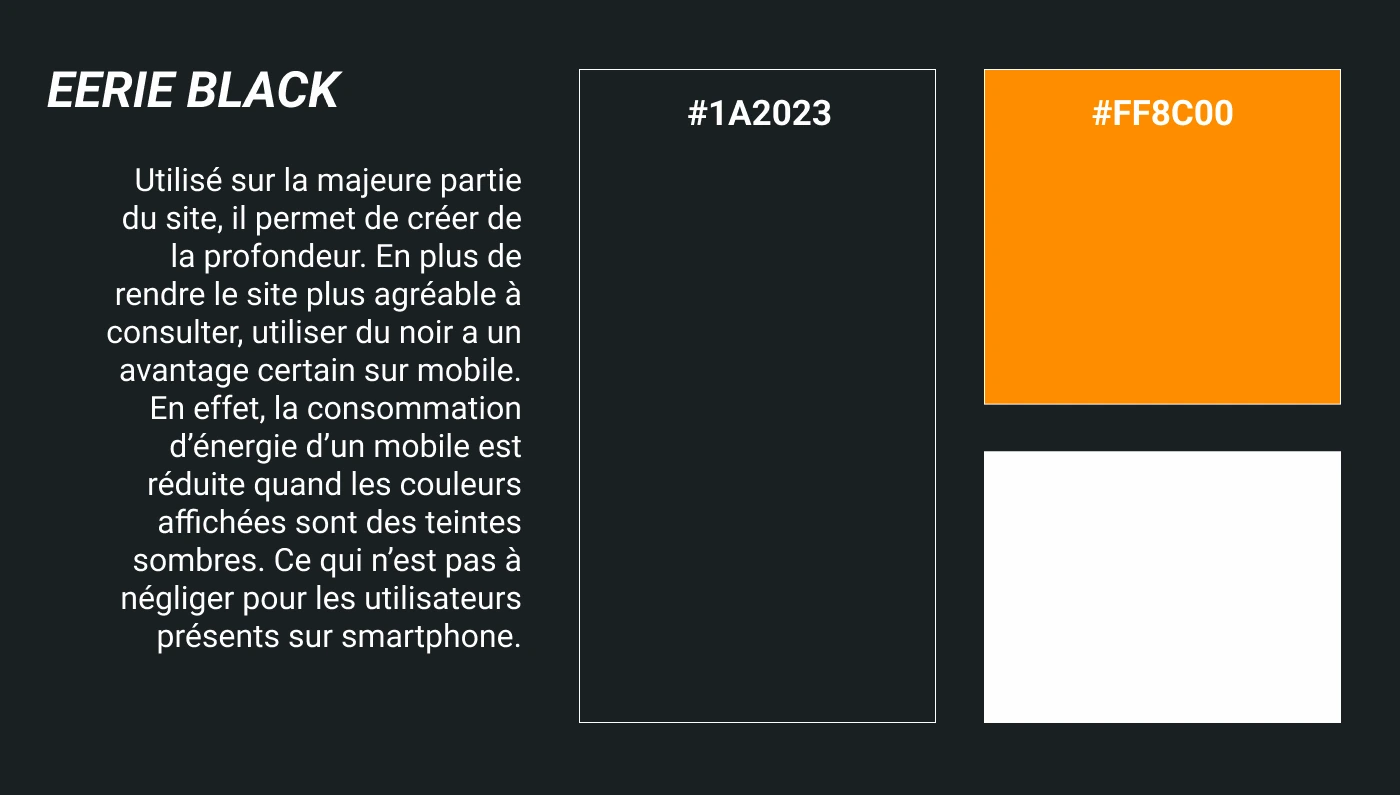 EERIE BLACK
Utilisé sur la majeure partie
du site, il permet de créer de
la profondeur. En plus de
rendre le site plus agréable à
consulter, utiliser du noir a un
avantage certain sur mobile.
En effet, la consommation
d’énergie d’un mobile est
réduite quand les couleurs
affichées sont des teintes
sombres. Ce qui n’est pas à
négliger pour les utilisateurs
présents sur smartphone.
#1A2023
#FF8C00